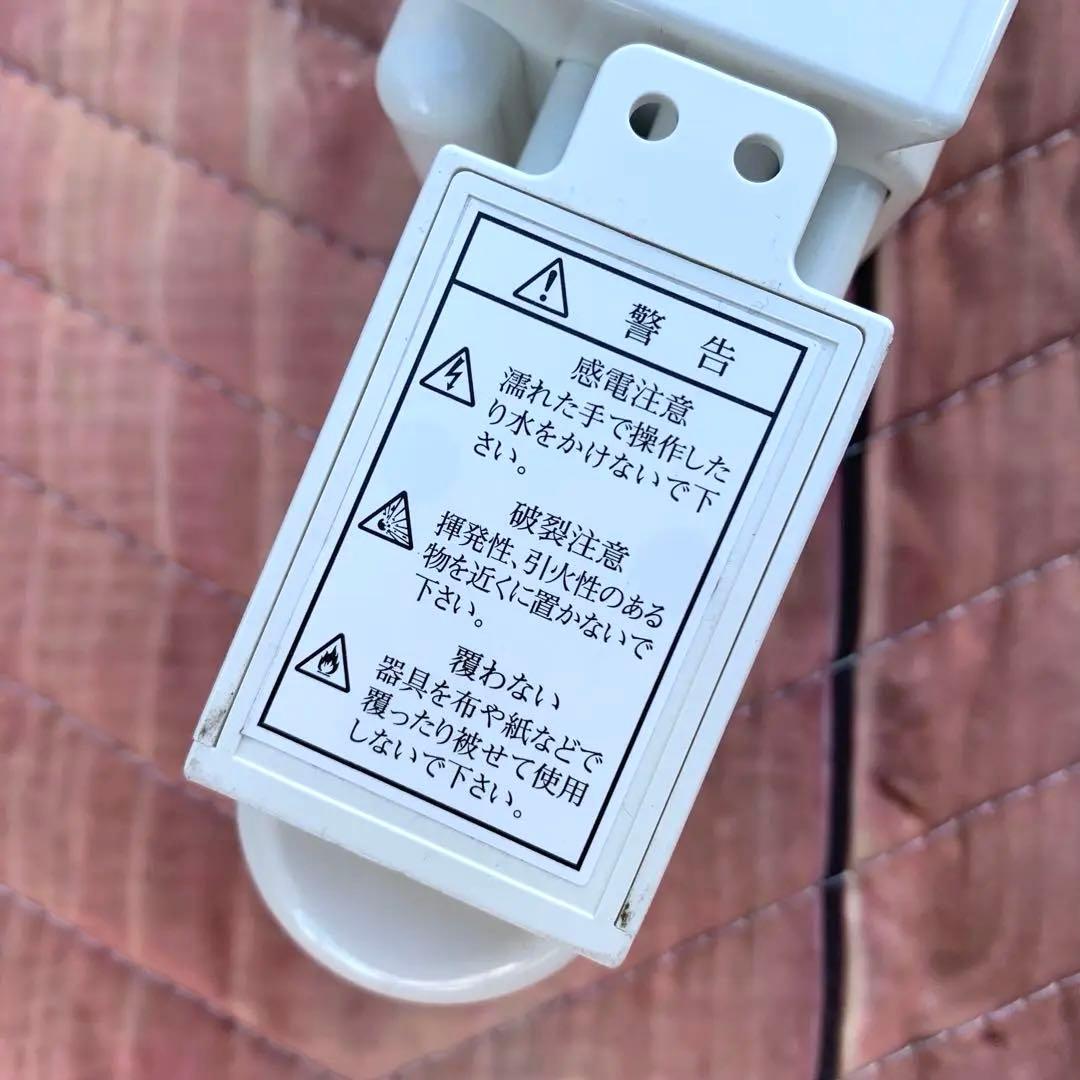 警告
感電注意
濡れた手で操作した
り水をかけないで下
さい。
破裂注意
揮発性、引火性のある
物を近くに置かないで
下さい。
覆わない
器具を布や紙などで
覆ったり被せて使用
しないで下さい。